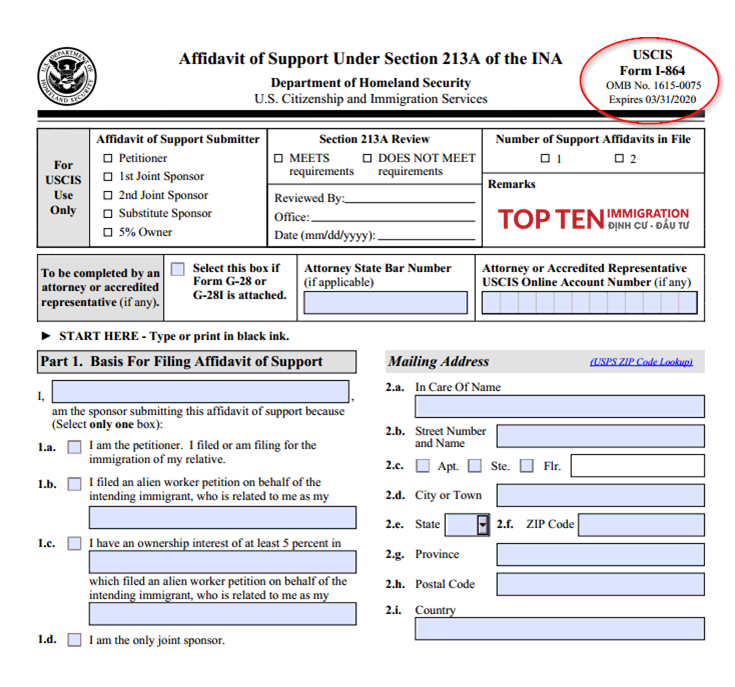 U.S. DEPARTMENT OF
HOMELAND SECURITY
Affidavit of Support Under Section 213A of the INA
Department of Homeland Security
U.S. Citizenship and Immigration Services
USCIS
Form I-864
OMB No. 1615-0075
Expires 03/31/2020
For
USCIS
Use
Only
Affidavit of Support Submitter
Petitioner
1st Joint Sponsor
2nd Joint Sponsor
Substitute Sponsor
5% Owner
Section 213A Review
MEETS
requirements
DOES NOT MEET
requirements
Reviewed By:
Office:
Date (mm/dd/yyyy):
Number of Support Affidavits in File
1 2
Remarks
TOP TEN IMMIGRATION
ĐỊNH CƯ - ĐẦU TƯ
To be completed by an
attorney or accredited
representative (if any).
Select this box if
Form G-28 or
G-28I is attached.
Attorney State Bar Number
(if applicable)
Attorney or Accredited Representative
USCIS Online Account Number (if any)
► START HERE - Type or print in black ink.
Part 1. Basis For Filing Affidavit of Support
I, ,
am the sponsor submitting this affidavit of support because
(Select only one box):
1.a. I am the petitioner. I filed or am filing for the
immigration of my relative.
1.b. I filed an alien worker petition on behalf of the
intending immigrant, who is related to me as my
1.c. I have an ownership interest of at least 5 percent in
which filed an alien worker petition on behalf of the
intending immigrant, who is related to me as my
1.d. I am the only joint sponsor.
Mailing Address (USPS ZIP Code Lookup)
2.a. In Care Of Name
2.b. Street Number
and Name
2.c. Apt. Ste. Flr.
2.d. City or Town
2.e. State 2.f. ZIP Code
2.g. Province
2.h. Postal Code
2.i. Country